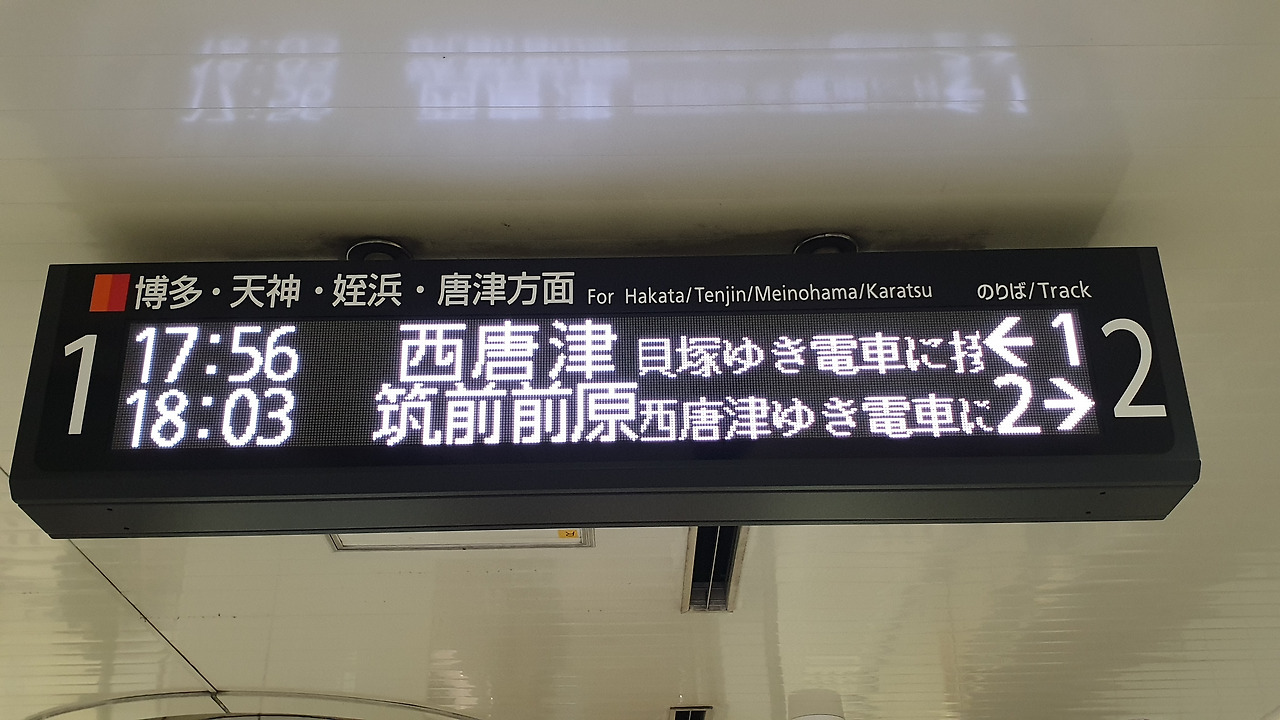 博多・天神・姪浜・唐津方面 For Hakata/Tenjin/Meinohama/Karatsu のりば/Track
1
17:56 西唐津 貝塚ゆき電車に接 ← 1
18:03 筑前前原 西唐津ゆき電車に 2 →
2